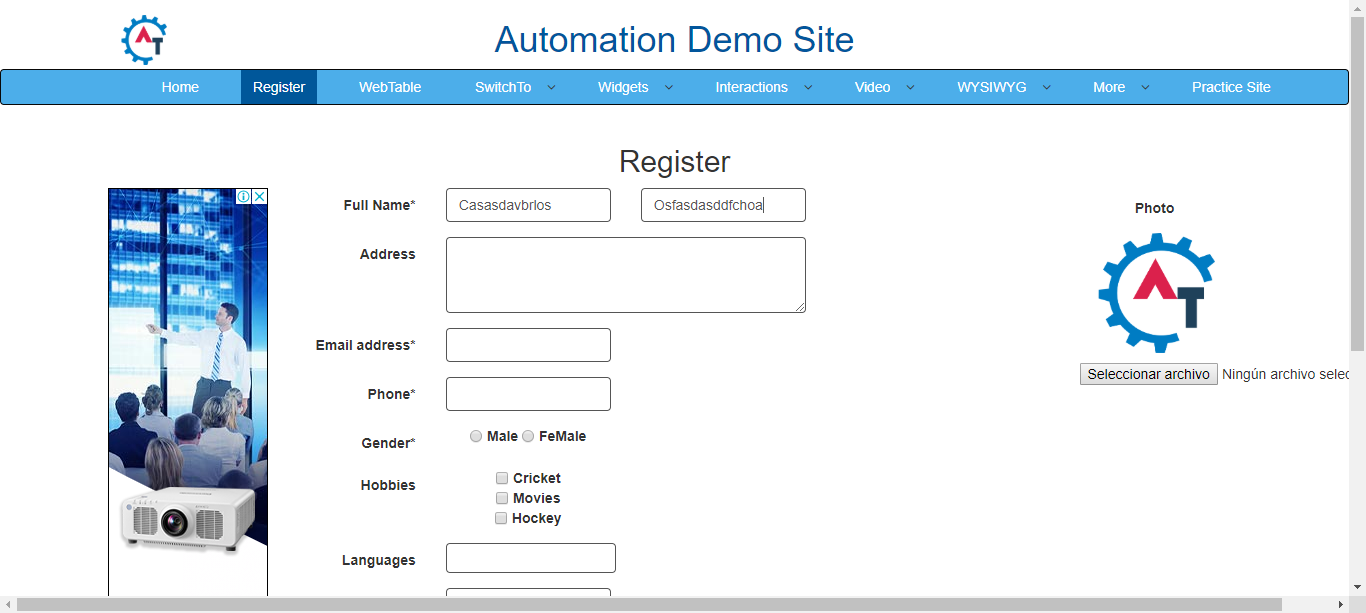 Automation Demo Site
Home Register WebTable SwitchTo Widgets Interactions Video WYSIWYG More Practice Site
Register
Full Name* Casasdavbrlos Osfasdasddfchoa
Photo
Address
AT
Email address*
Seleccionar archivo Ningún archivo selec
Phone*
Gender* Male FeMale
Hobbies Cricket
Movies
Hockey
Languages